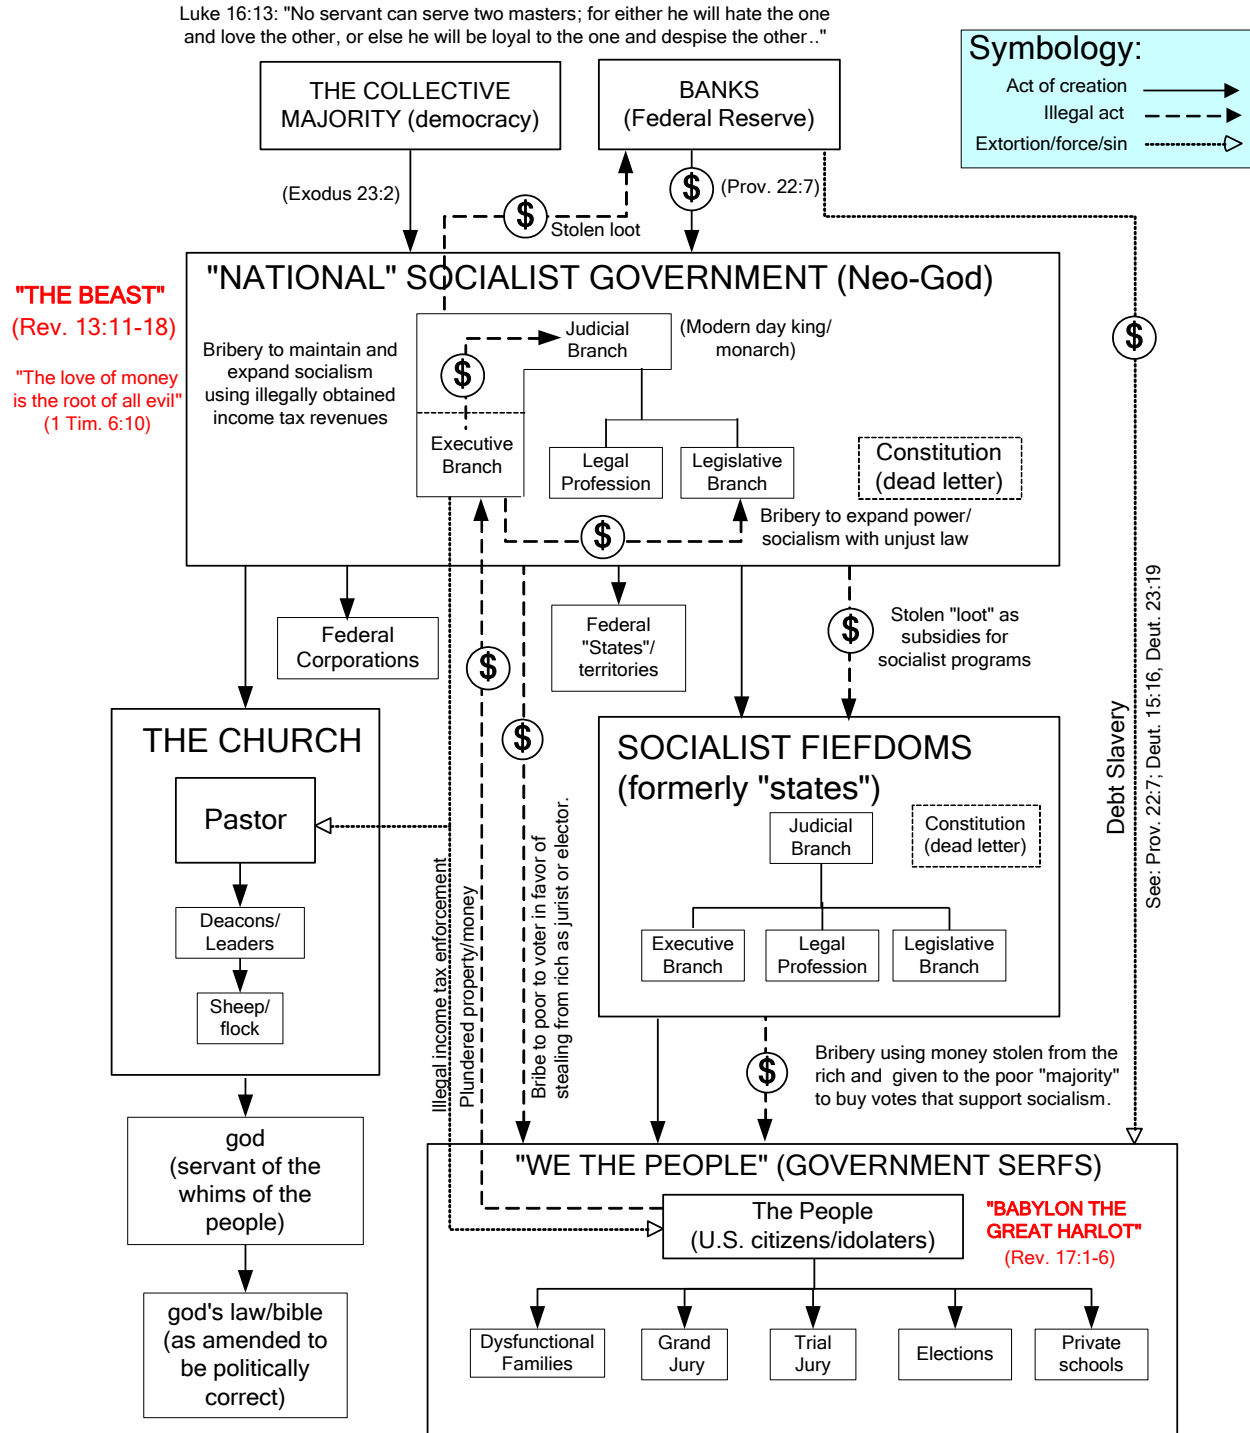 Luke 16:13: "No servant can serve two masters; for either he will hate the one
and love the other, or else he will be loyal to the one and despise the other.."
Symbology:
Act of creation
Illegal act
Extortion/force/sin
THE COLLECTIVE
MAJORITY (democracy)
BANKS
(Federal Reserve)
(Exodus 23:2)
$
Stolen loot
$
(Prov. 22:7)
"NATIONAL" SOCIALIST GOVERNMENT (Neo-God)
"THE BEAST"
(Rev. 13:11-18)
"The love of money
is the root of all evil"
(1 Tim. 6:10)
Bribery to maintain and
expand socialism
using illegally obtained
income tax revenues
Judicial
Branch
(Modern day king/
monarch)
$
$
Executive
Branch
Legal
Profession
Legislative
Branch
Constitution
(dead letter)
$
Bribery to expand power/
socialism with unjust law
Federal
Corporations
Federal
"States"/
territories
$
Stolen "loot" as
subsidies for
socialist programs
$
$
Debt Slavery
See: Prov. 22:7; Deut. 15:16, Deut. 23:19
THE CHURCH
Pastor
Deacons/
Leaders
Sheep/
flock
Illegal income tax enforcement
Plundered property/money
Bribe to poor to voter in favor of
stealing from rich as jurist or elector.
SOCIALIST FIEFDOMS
(formerly "states")
Judicial
Branch
Constitution
(dead letter)
Executive
Branch
Legal
Profession
Legislative
Branch
$
Bribery using money stolen from the
rich and given to the poor "majority"
to buy votes that support socialism.
god
(servant of the
whims of the
people)
god's law/bible
(as amended to
be politically
correct)
"WE THE PEOPLE" (GOVERNMENT SERFS)
The People
(U.S. citizens/idolaters)
"BABYLON THE
GREAT HARLOT"
(Rev. 17:1-6)
Dysfunctional
Families
Grand
Jury
Trial
Jury
Elections
Private
schools